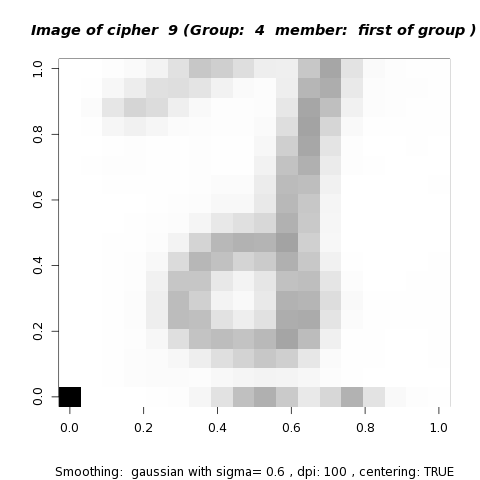 Image of cipher 9 (Group: 4 member: first of group )
1.0
0.8
0.6
0.4
0.2
0.0
0.0 0.2 0.4 0.6 0.8 1.0
Smoothing: gaussian with sigma= 0.6 , dpi: 100 , centering: TRUE